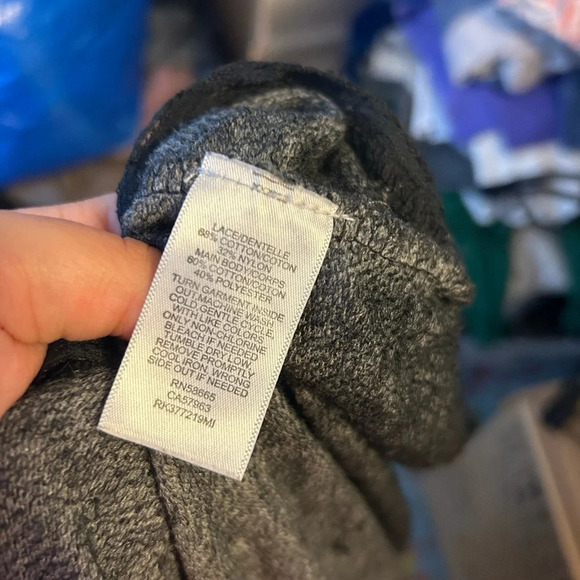 LACE/DENTELLE
68% COTTON/COTON
32% NYLON
MAIN BODY/CORPS
60% COTTON/COTON
40% POLYESTER
TURN GARMENT INSIDE
OUT. MACHINE WASH
COLD, GENTLE CYCLE,
WITH LIKE COLORS.
ONLY NON-CHLORINE
BLEACH IF NEEDED
TUMBLE DRY LOW.
REMOVE PROMPTLY.
COOL IRON, WRONG
SIDE OUT IF NEEDED
RN59665
CA57963
RK377219MI